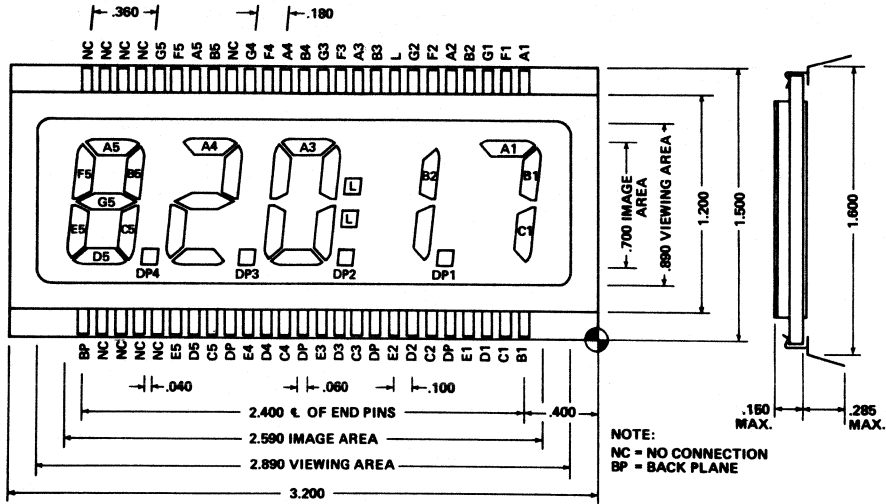 .360 .180
NC NC NC NC G5 F5 A5 B5 NC G4 F4 A4 B4 G3 F3 A3 B3 L G2 F2 A2 B2 G1 F1 A1
A5 A4 A3 A1
F5 B5 L B2 B1
G5
L
E5 C5 C1
D5
DP4 DP3 DP2 DP1
.700 IMAGE AREA
.890 VIEWING AREA
1.200
1.500
1.600
BP NC NC NC NC E5 D5 C5 DP E4 D4 C4 DP E3 D3 C3 DP E2 D2 C2 DP E1 D1 C1 B1
.040 .060 .100
2.400 ℄ OF END PINS .400
2.590 IMAGE AREA
2.890 VIEWING AREA
3.200
.150 MAX.
.285 MAX.
NOTE:
NC = NO CONNECTION
BP = BACK PLANE